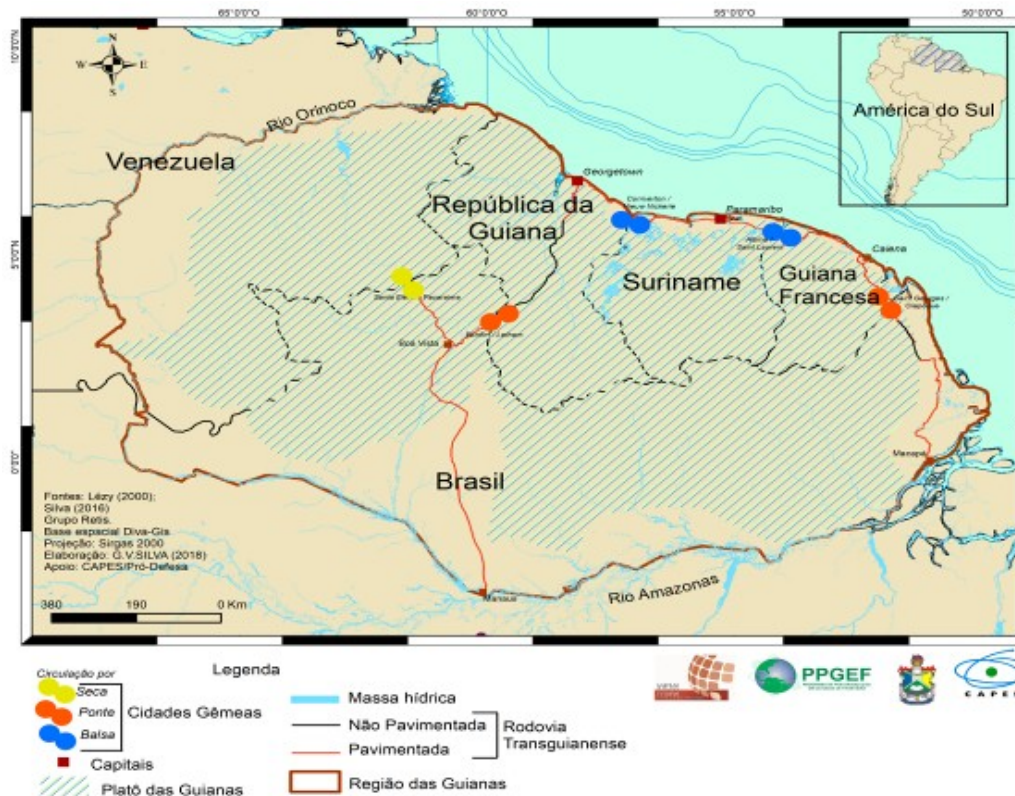 65°0'0"O
60°0'0"O
55°0'0"O
50°0'0"O
10°0'0"N
5°0'0"N
0°0'0"
N
W E
S
América do Sul
Rio Orinoco
Venezuela
Georgetown
República da
Guiana
Paramaribo
Caiena
Suriname
Guiana
Francesa
Boa Vista
Brasil
Macapá
Manaus
Rio Amazonas
Fontes: Lézy (2000);
Silva (2016)
Grupo Retis.
Base espacial Diva-Gis
Projeção: Sirgas 2000
Elaboração: G.V.SILVA (2018)
Apoio: CAPES/Pró-Defesa
380 190 0 Km
Legenda
Circulação por
Seca
Ponte
Balsa
Cidades Gêmeas
Capitais
Platô das Guianas
Massa hídrica
Não Pavimentada
Pavimentada
Rodovia
Transguianense
Região das Guianas
PPGEF
CAPES